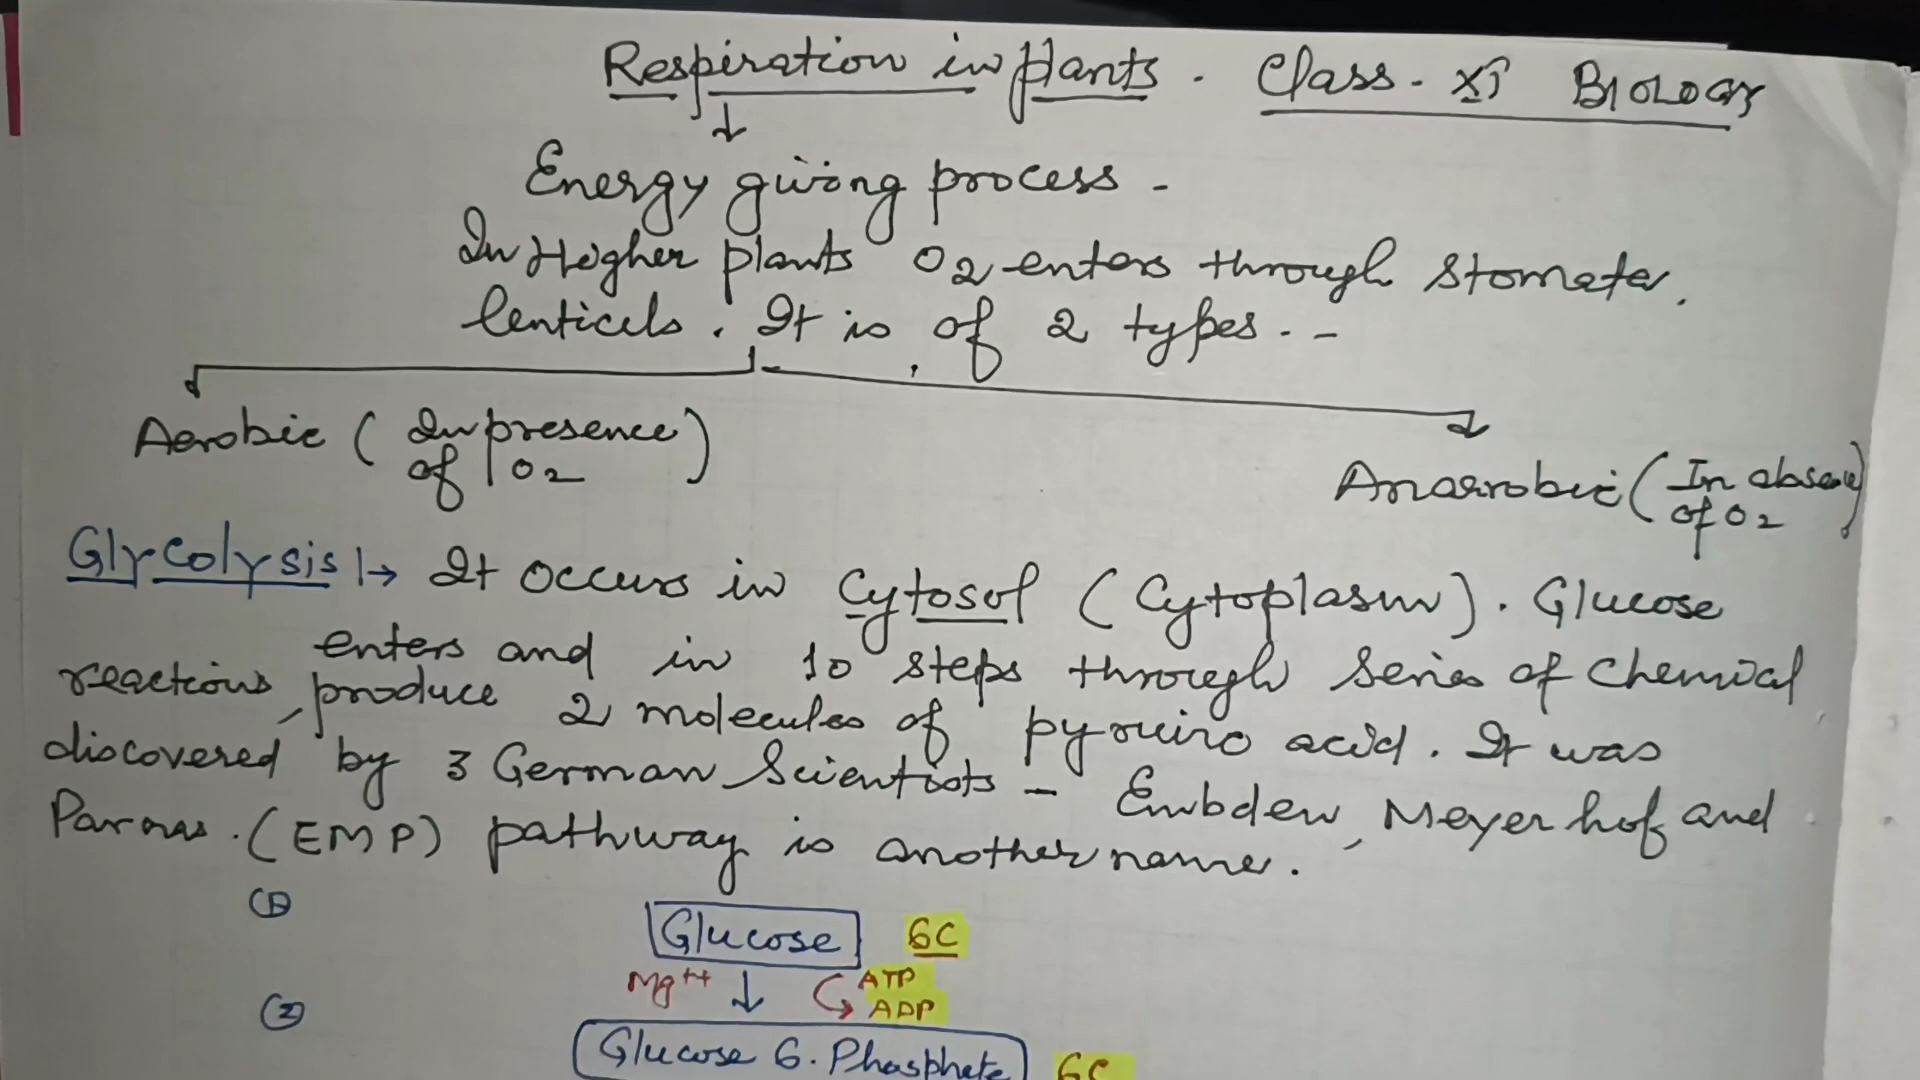 Respiration in plants. Class-XI BIOLOGY
Energy giving process -
In Higher plants O2 enters through stomata,
lenticels. It is of 2 types. -
Aerobic (In presence of O2)
Anaerobic (In absence of O2)
Glycolysis |→ It occurs in Cytosol (Cytoplasm). Glucose
enters and in 10 steps through series of chemical
reactions, produce 2 molecules of pyruvic acid. It was
discovered by 3 German Scientists - Embden, Meyerhof and
Parnas. (EMP) pathway is another name.
①
Glucose 6C
Mg++ ↓ ATP
ADP
②
Glucose 6. Phosphate 6C